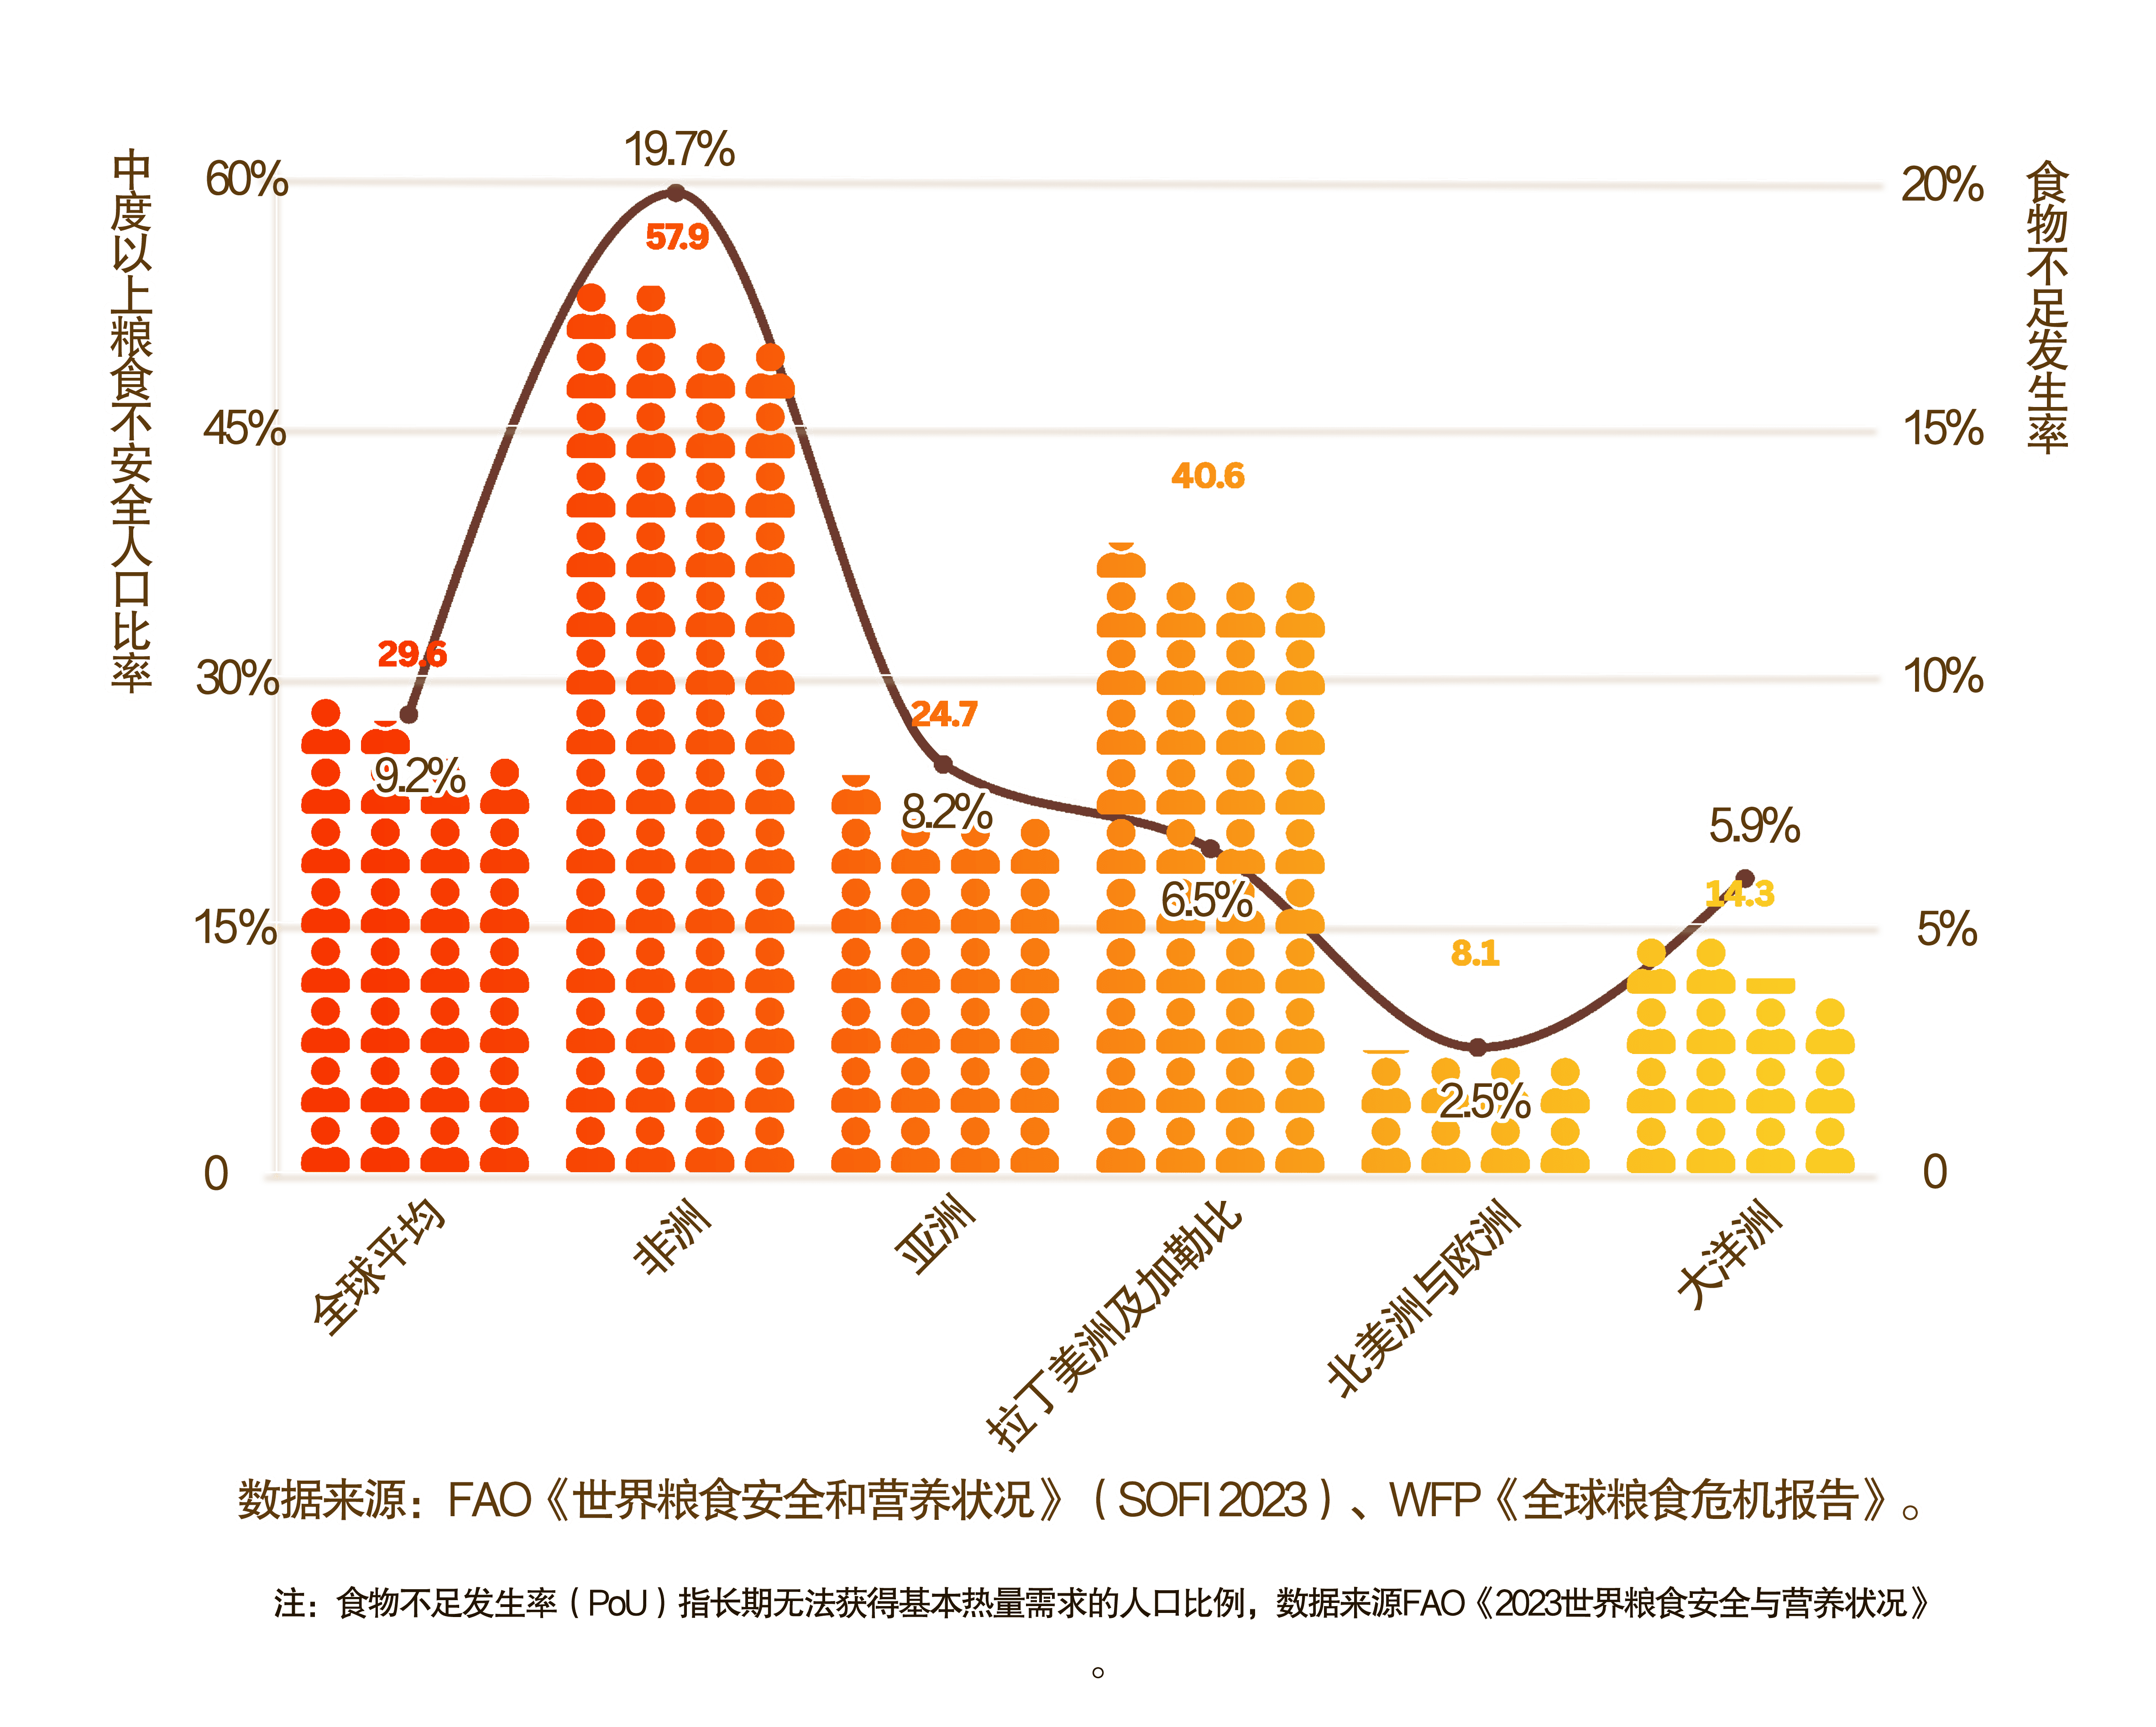 中度以上粮食不安全人口比率
食物不足发生率
60%
45%
30%
15%
0
20%
15%
10%
5%
0
19.7%
57.9
29.6
9.2%
24.7
8.2%
40.6
6.5%
8.1
2.5%
5.9%
14.3
全球平均
非洲
亚洲
拉丁美洲及加勒比
北美洲与欧洲
大洋洲
数据来源：FAO《世界粮食安全和营养状况》（SOFI 2023）、WFP《全球粮食危机报告》。
注：食物不足发生率（PoU）指长期无法获得基本热量需求的人口比例，数据来源FAO《2023世界粮食安全与营养状况》
。